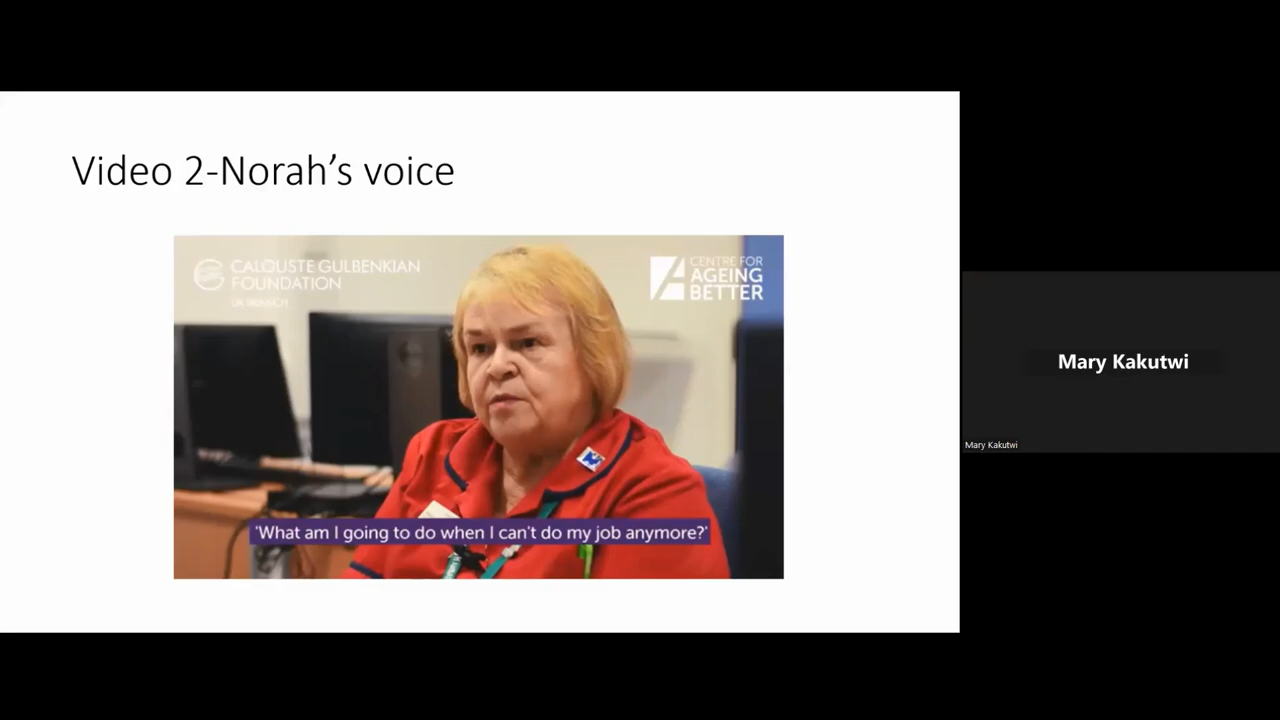 Video 2-Norah’s voice
CALOUSTE GULBENKIAN
FOUNDATION
UK BRANCH
CENTRE FOR
AGEING
BETTER
'What am I going to do when I can't do my job anymore?'
Mary Kakutwi
Mary Kakutwi